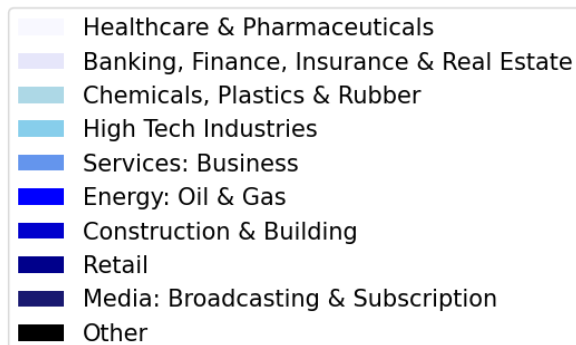 Healthcare & Pharmaceuticals
Banking, Finance, Insurance & Real Estate
Chemicals, Plastics & Rubber
High Tech Industries
Services: Business
Energy: Oil & Gas
Construction & Building
Retail
Media: Broadcasting & Subscription
Other